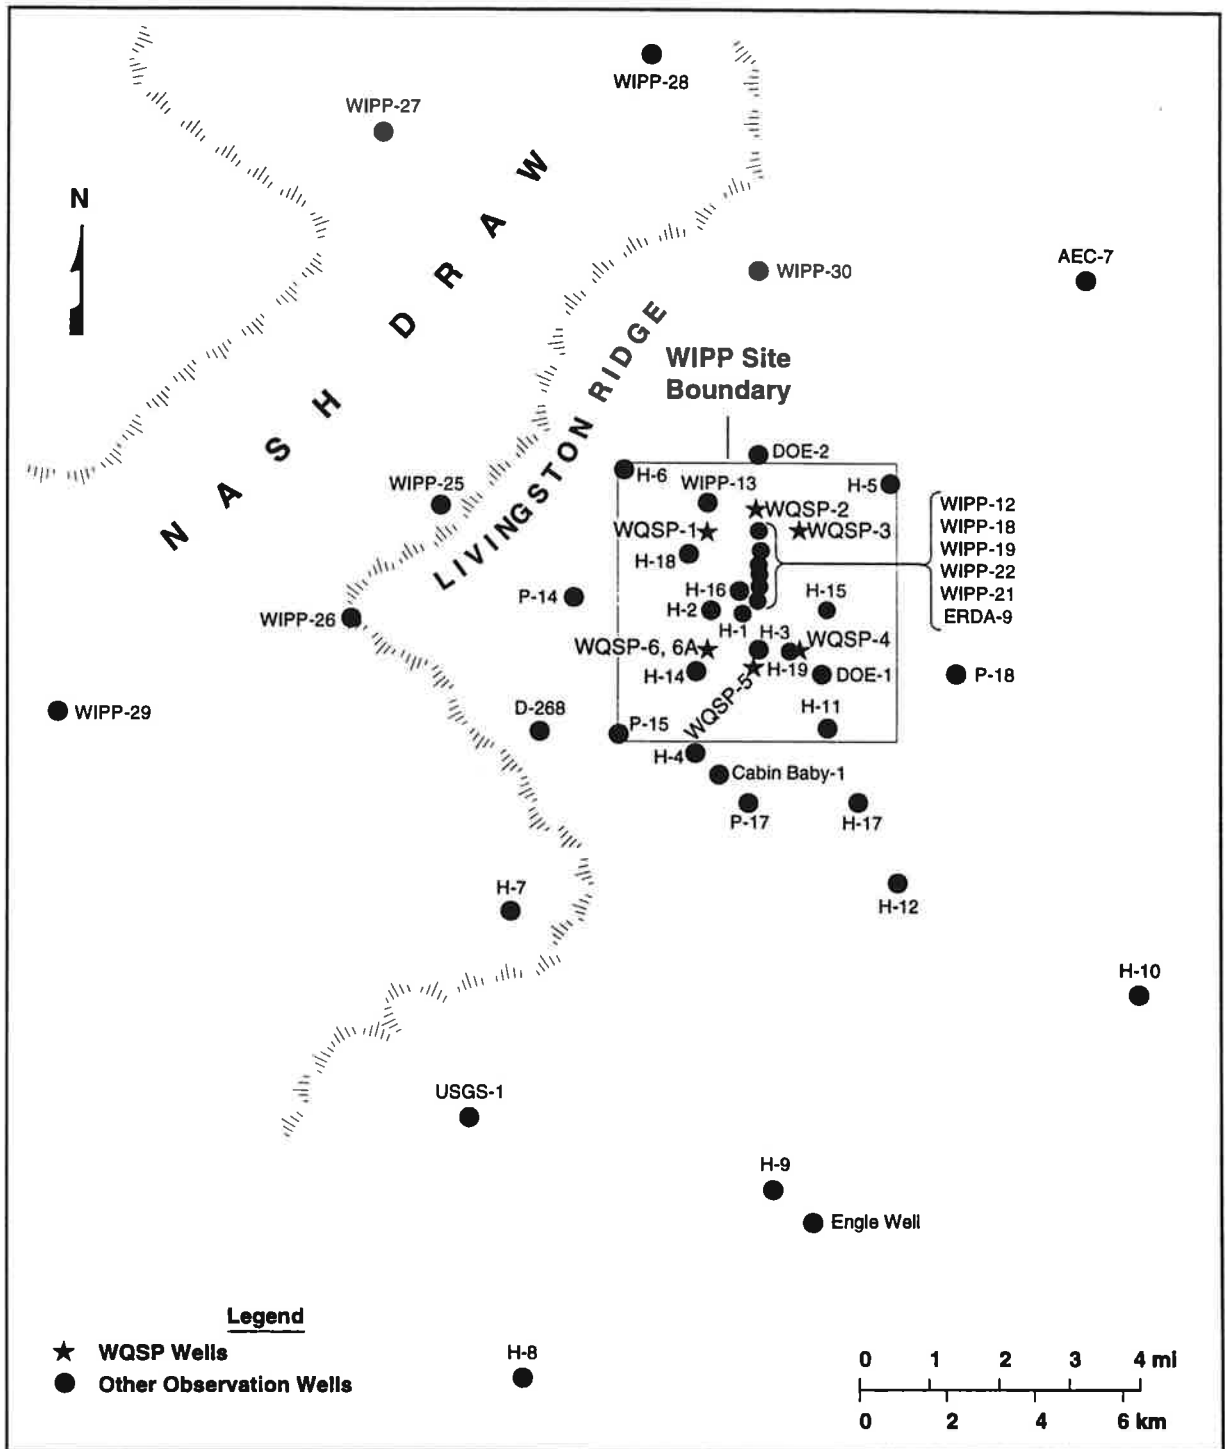 WIPP-28
WIPP-27
N
NASH DRAW
WIPP-30
AEC-7
LIVINGSTON RIDGE
WIPP Site
Boundary
DOE-2
H-6
WIPP-13
H-5
WIPP-25
WQSP-2
WQSP-1
WQSP-3
WIPP-12
WIPP-18
WIPP-19
WIPP-22
WIPP-21
ERDA-9
H-18
P-14
H-16
H-15
H-2
WIPP-26
H-1
H-3
WQSP-4
WQSP-6, 6A
H-19
H-14
DOE-1
P-18
WQSP-5
WIPP-29
D-268
P-15
H-11
H-4
Cabin Baby-1
P-17
H-17
H-7
H-12
H-10
USGS-1
H-9
Engle Well
Legend
WQSP Wells
Other Observation Wells
H-8
0 1 2 3 4 mi
0 2 4 6 km